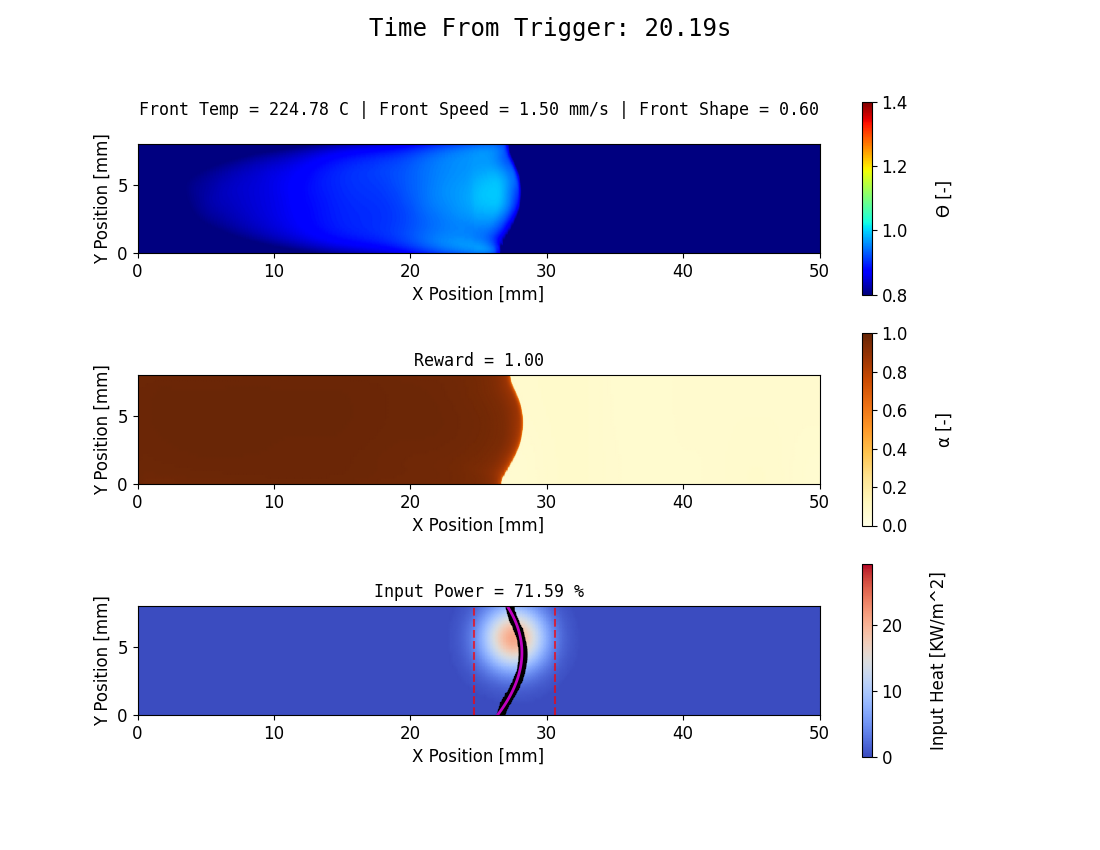 Time From Trigger: 20.19s
Front Temp = 224.78 C | Front Speed = 1.50 mm/s | Front Shape = 0.60
Y Position [mm]
5
0
0 10 20 30 40 50
X Position [mm]
1.4
1.2
1.0
0.8
Θ [-]
Reward = 1.00
Y Position [mm]
5
0
0 10 20 30 40 50
X Position [mm]
1.0
0.8
0.6
0.4
0.2
0.0
α [-]
Input Power = 71.59 %
Y Position [mm]
5
0
0 10 20 30 40 50
X Position [mm]
20
10
0
Input Heat [KW/m^2]